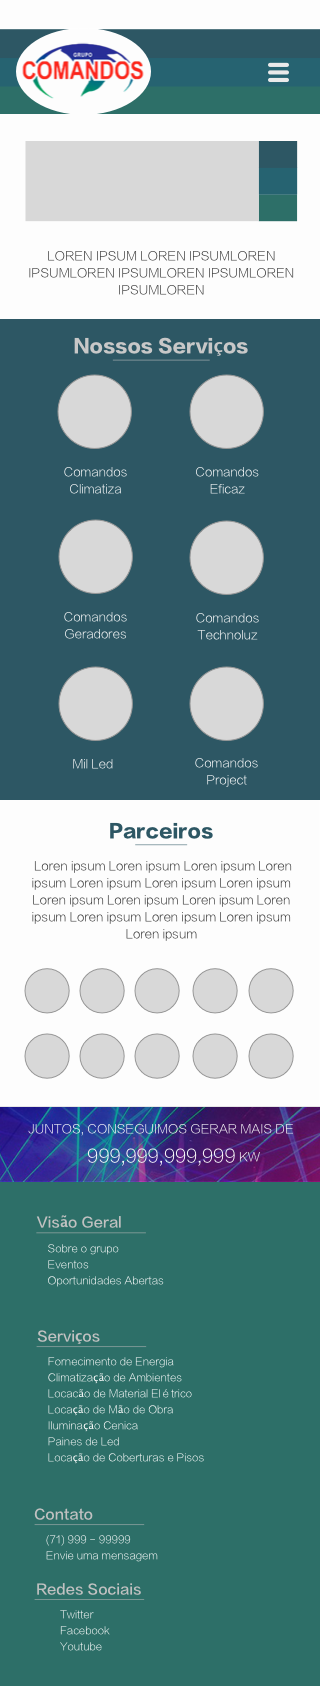 GRUPO
COMANDOS
LOREN IPSUM LOREN IPSUMLOREN
IPSUMLOREN IPSUMLOREN IPSUMLOREN
IPSUMLOREN
Nossos Serviços
Comandos
Climatiza
Comandos
Eficaz
Comandos
Geradores
Comandos
Technoluz
Mil Led
Comandos
Project
Parceiros
Loren ipsum Loren ipsum Loren ipsum Loren
ipsum Loren ipsum Loren ipsum Loren ipsum
Loren ipsum Loren ipsum Loren ipsum Loren
ipsum Loren ipsum Loren ipsum Loren ipsum
Loren ipsum
JUNTOS, CONSEGUIMOS GERAR MAIS DE
999,999,999,999 KW
Visão Geral
Sobre o grupo
Eventos
Oportunidades Abertas
Serviços
Fornecimento de Energia
Climatização de Ambientes
Locacão de Material Elétrico
Locação de Mão de Obra
Iluminação Cenica
Paines de Led
Locação de Coberturas e Pisos
Contato
(71) 999 - 99999
Envie uma mensagem
Redes Sociais
Twitter
Facebook
Youtube